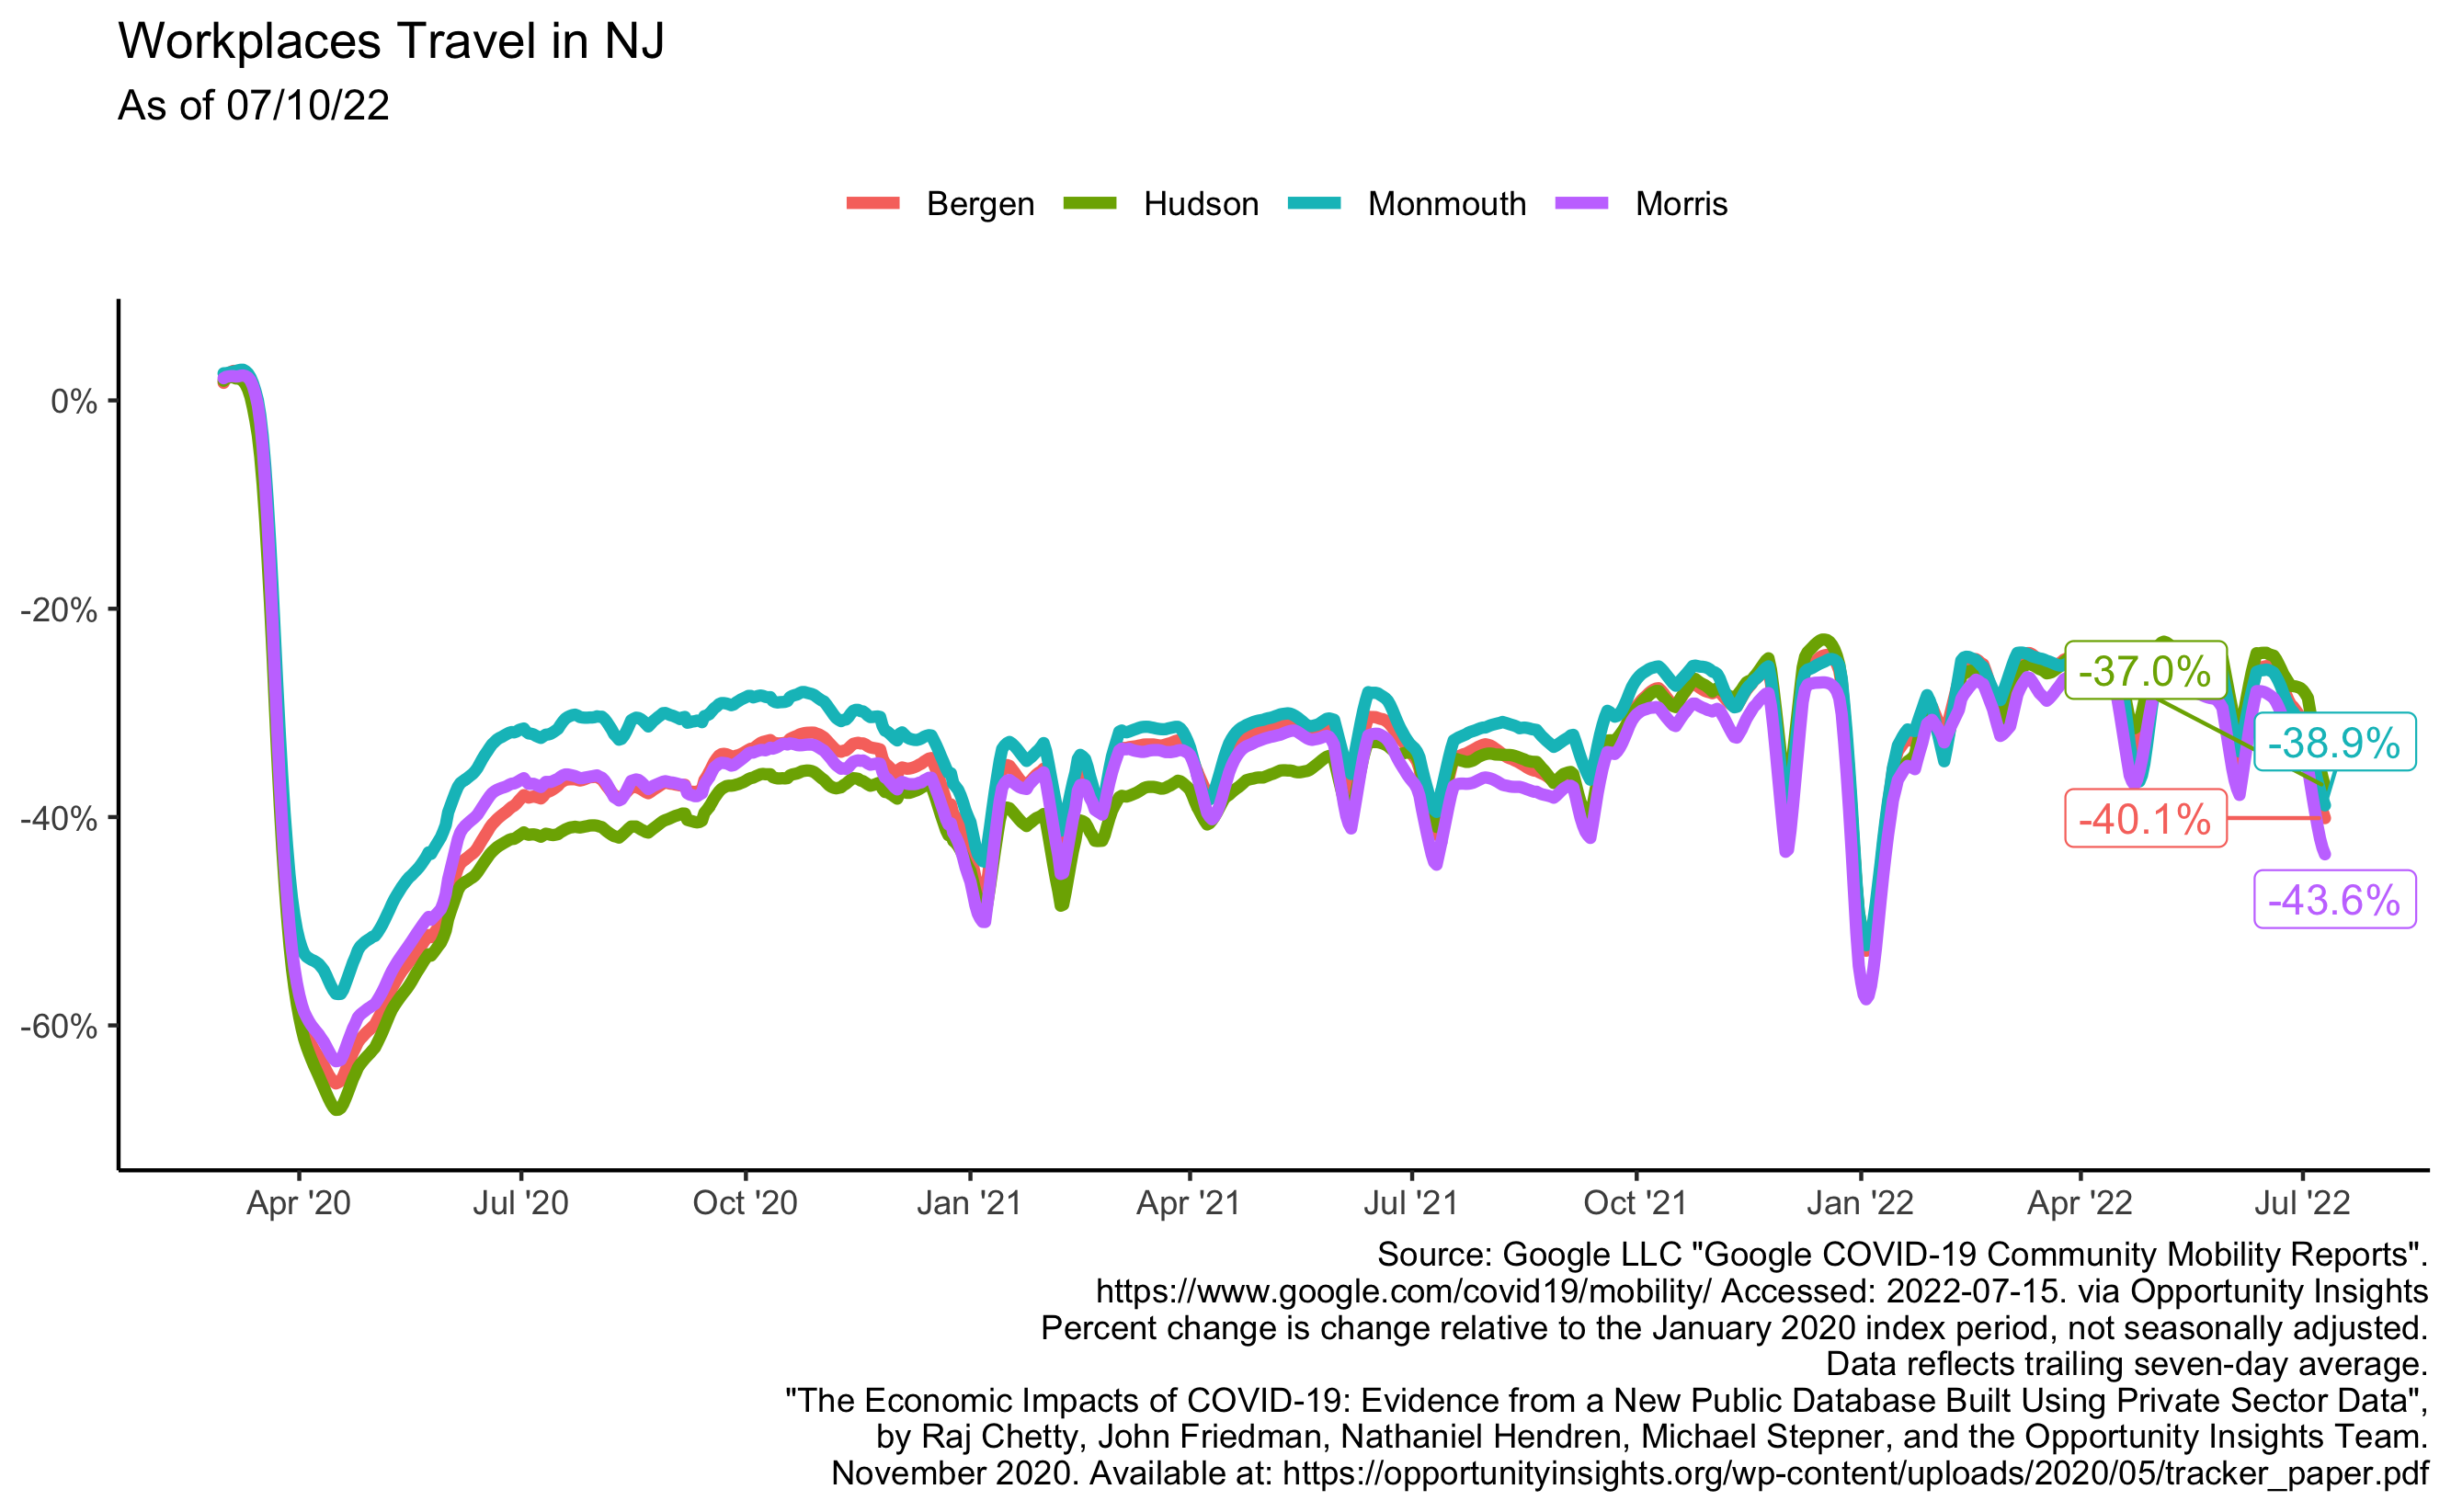 Workplaces Travel in NJ
As of 07/10/22
Bergen Hudson Monmouth Morris
0%
-20%
-40%
-60%
-37.0%
-38.9%
-40.1%
-43.6%
Apr '20 Jul '20 Oct '20 Jan '21 Apr '21 Jul '21 Oct '21 Jan '22 Apr '22 Jul '22
Source: Google LLC "Google COVID-19 Community Mobility Reports".
https://www.google.com/covid19/mobility/ Accessed: 2022-07-15. via Opportunity Insights
Percent change is change relative to the January 2020 index period, not seasonally adjusted.
Data reflects trailing seven-day average.
"The Economic Impacts of COVID-19: Evidence from a New Public Database Built Using Private Sector Data",
by Raj Chetty, John Friedman, Nathaniel Hendren, Michael Stepner, and the Opportunity Insights Team.
November 2020. Available at: https://opportunityinsights.org/wp-content/uploads/2020/05/tracker_paper.pdf